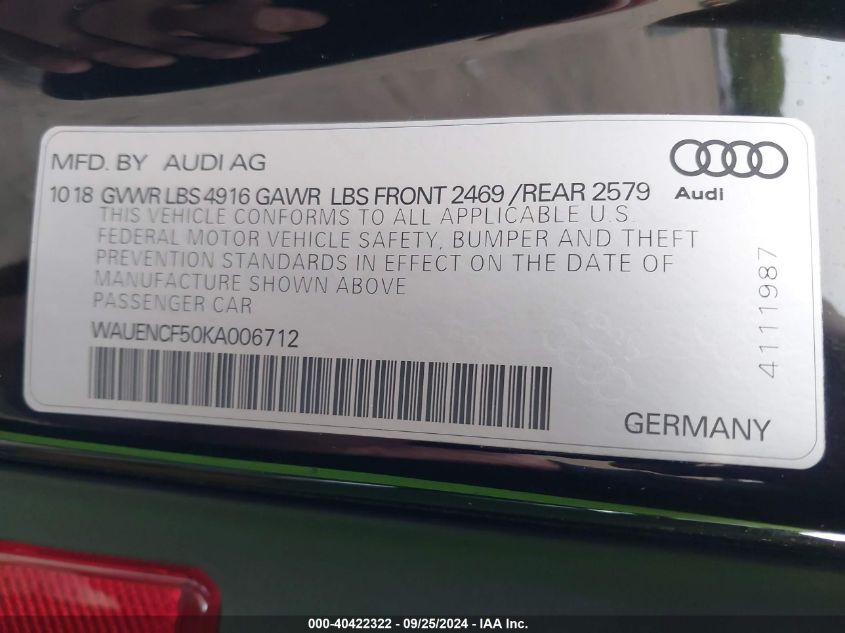 MFD. BY AUDI AG
1018 GVWR LBS 4916 GAWR LBS FRONT 2469 /REAR 2579
Audi
THIS VEHICLE CONFORMS TO ALL APPLICABLE U.S.
FEDERAL MOTOR VEHICLE SAFETY, BUMPER AND THEFT
PREVENTION STANDARDS IN EFFECT ON THE DATE OF
MANUFACTURE SHOWN ABOVE
PASSENGER CAR
WAUENCF50KA006712
4111987
GERMANY
000-40422322 - 09/25/2024 - IAA Inc.